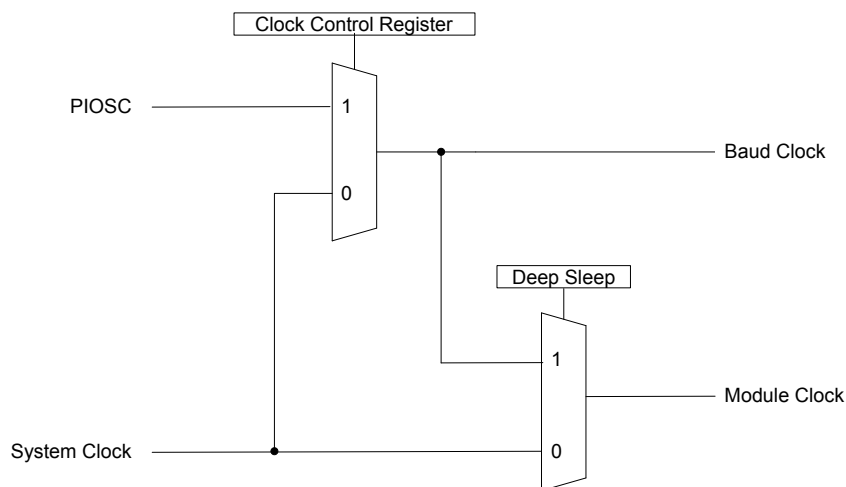 Clock Control Register
PIOSC
1
Baud Clock
0
Deep Sleep
1
Module Clock
System Clock
0